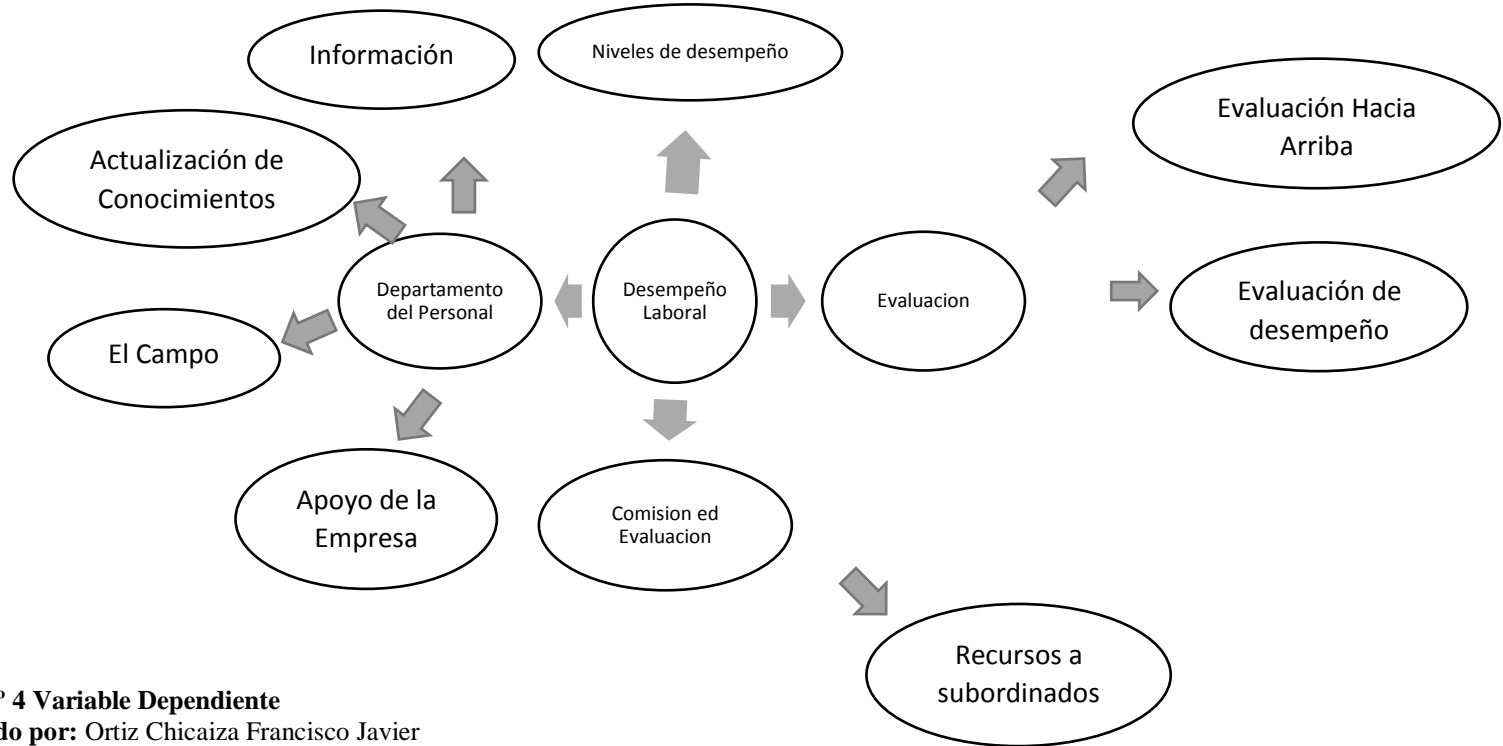 Información
Niveles de desempeño
Evaluación Hacia
Arriba
Actualización de
Conocimientos
Departamento
del Personal
Desempeño
Laboral
Evaluacion
Evaluación de
desempeño
El Campo
Apoyo de la
Empresa
Comision ed
Evaluacion
Recursos a
subordinados
4 Variable Dependiente
por: Ortiz Chicaiza Francisco Javier